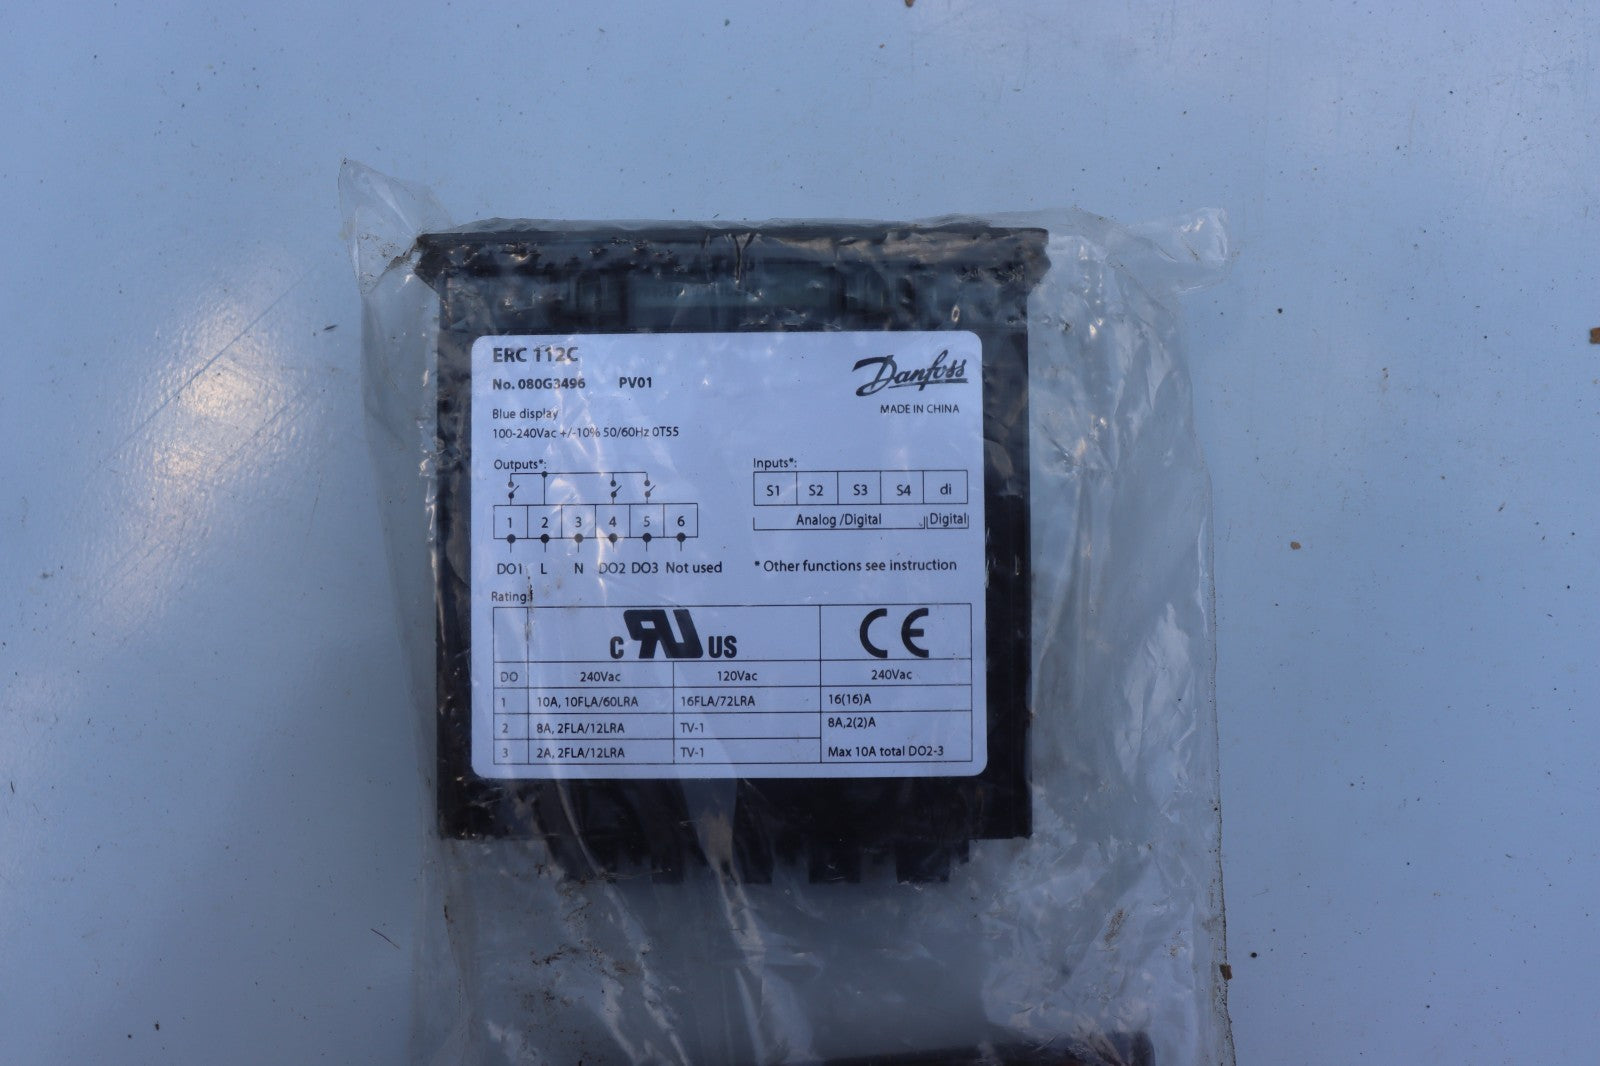 ERC 112C
No. 080G3496 PV01
Danfoss
MADE IN CHINA
Blue display
100-240Vac +/-10% 50/60Hz 0T55
Outputs*:
1 2 3 4 5 6
DO1 L N DO2 DO3 Not used
Inputs*:
S1 S2 S3 S4 di
Analog /Digital Digital
* Other functions see instruction
Rating:
c RU US CE
DO 240Vac 120Vac 240Vac
1 10A, 10FLA/60LRA 16FLA/72LRA 16(16)A
2 8A, 2FLA/12LRA TV-1 8A,2(2)A
3 2A, 2FLA/12LRA TV-1 Max 10A total DO2-3